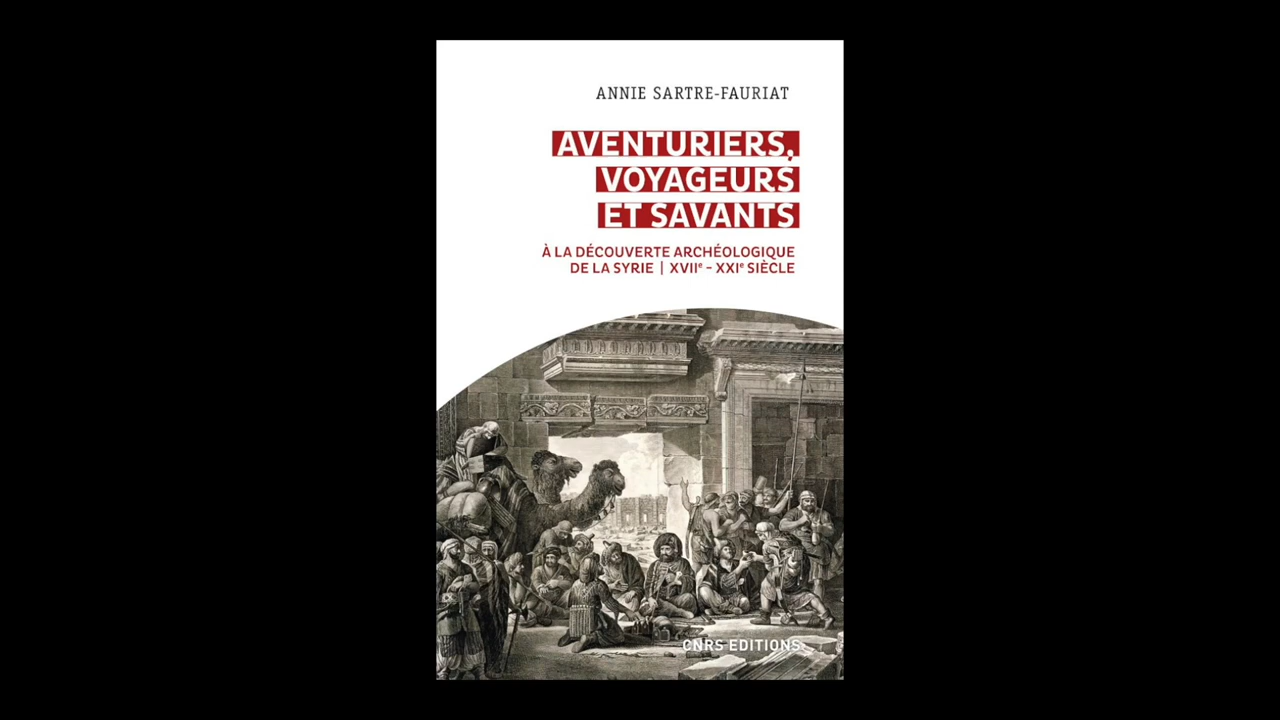 ANNIE SARTRE-FAURIAT
AVENTURIERS,
VOYAGEURS
ET SAVANTS
À LA DÉCOUVERTE ARCHÉOLOGIQUE
DE LA SYRIE | XVIIe – XXIe SIÈCLE
CNRS EDITIONS